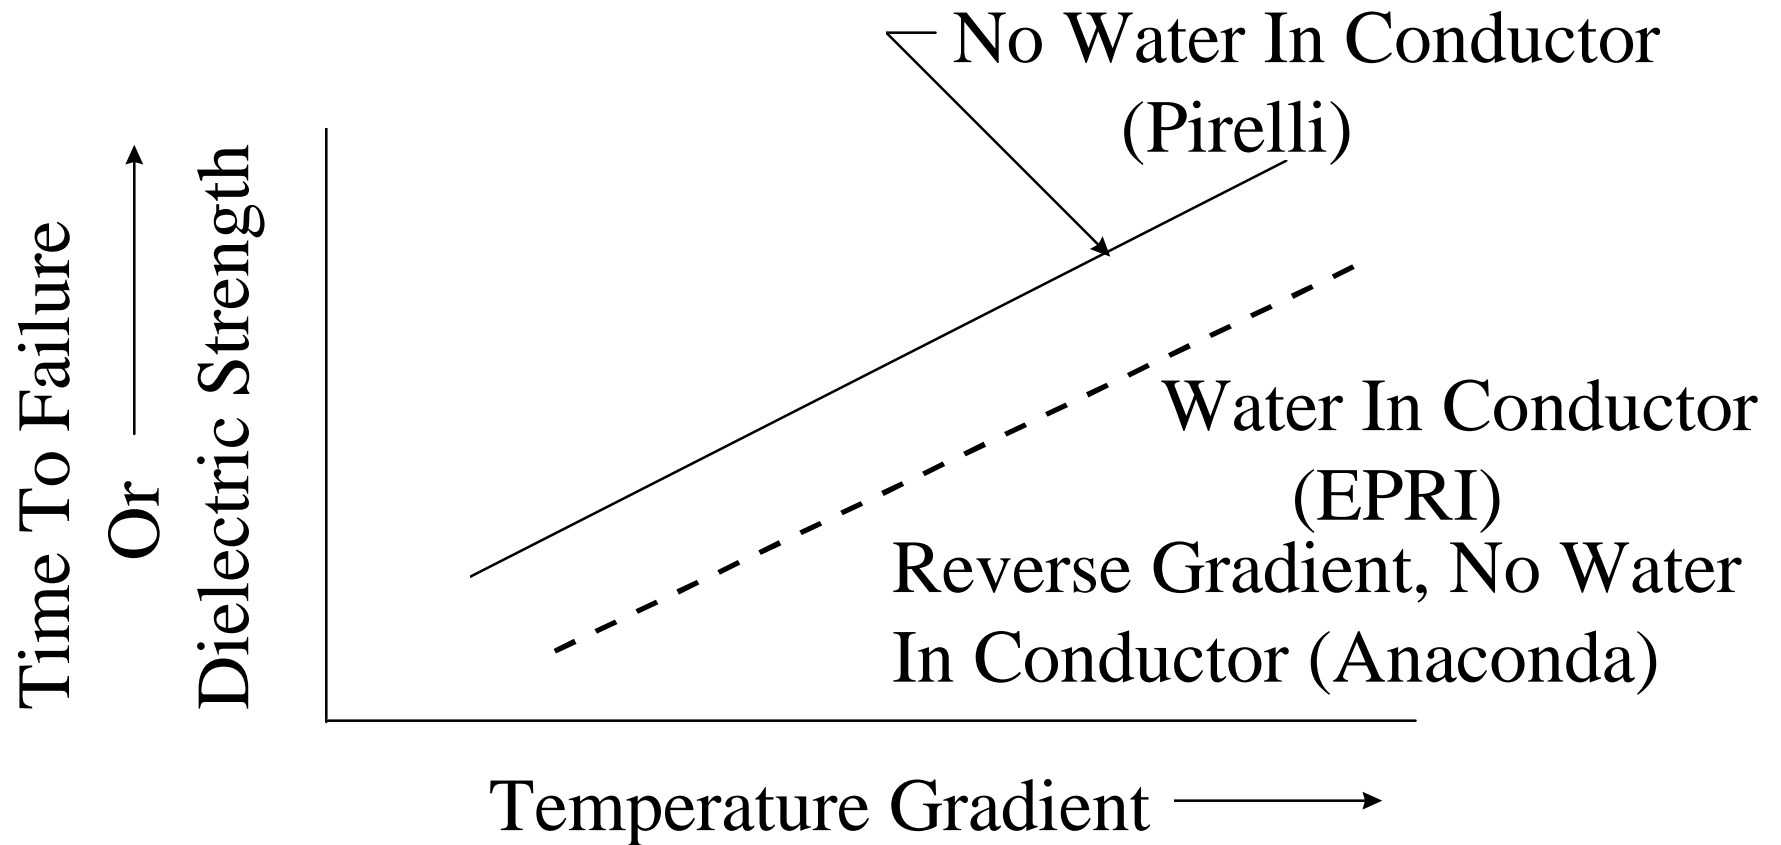 No Water In Conductor
(Pirelli)
Time To Failure
Or
Dielectric Strength
Water In Conductor
(EPRI)
Reverse Gradient, No Water
In Conductor (Anaconda)
Temperature Gradient